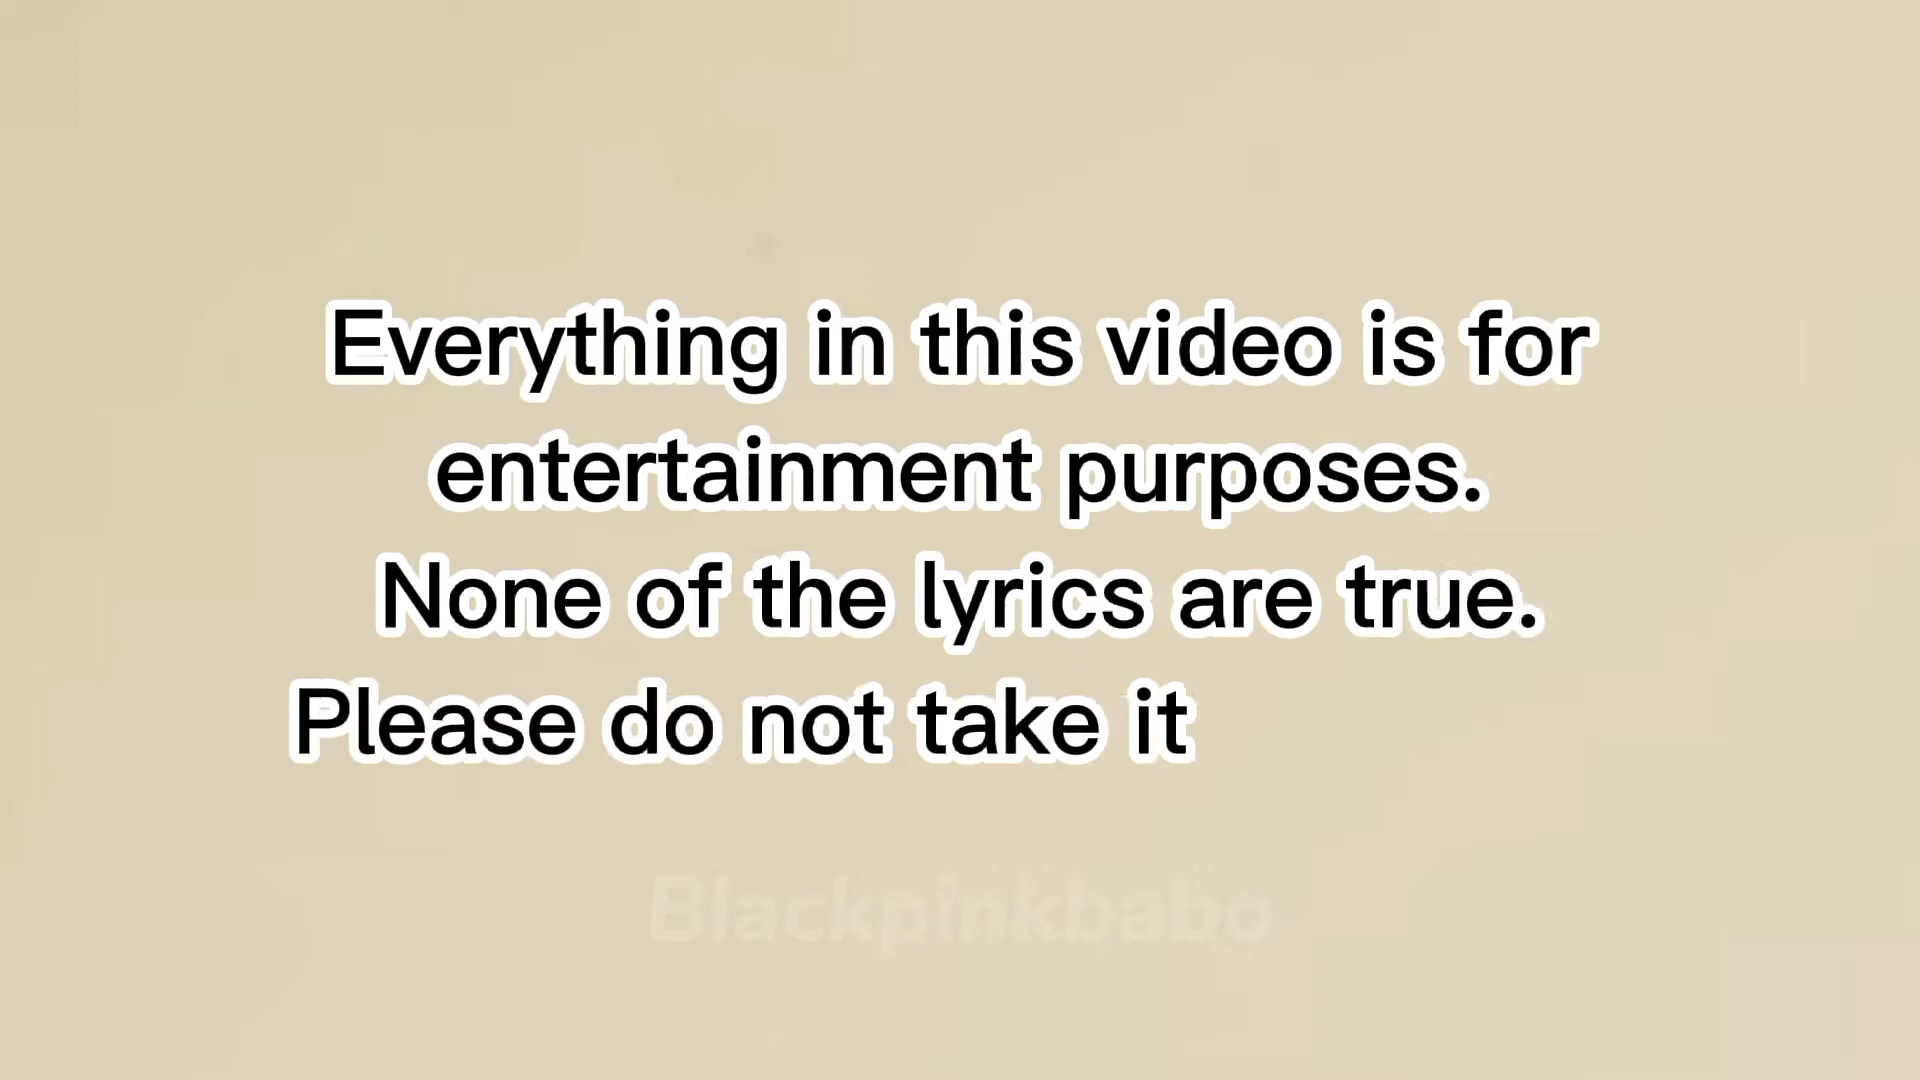 Everything in this video is for
entertainment purposes.
None of the lyrics are true.
Please do not take it
Blackpinkbabo